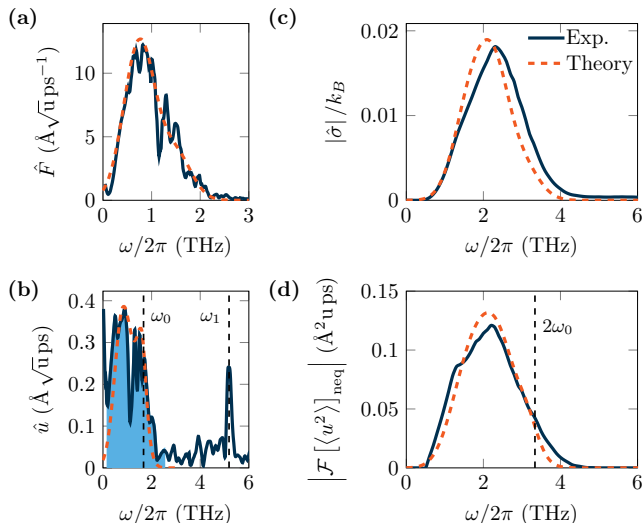 (a)
F̂ (Å√u ps⁻¹)
10
5
0
0 1 2 3
ω/2π (THz)
(c)
|σ̂|/k_B
0.02
0.01
0
Exp.
Theory
0 2 4 6
ω/2π (THz)
(b)
û (Å√u ps)
0.4
0.3
0.2
0.1
0
ω₀ ω₁
0 2 4 6
ω/2π (THz)
(d)
|𝓕 [⟨u²⟩]_neq| (Å² ups)
0.15
0.1
0.05
0
2ω₀
0 2 4 6
ω/2π (THz)